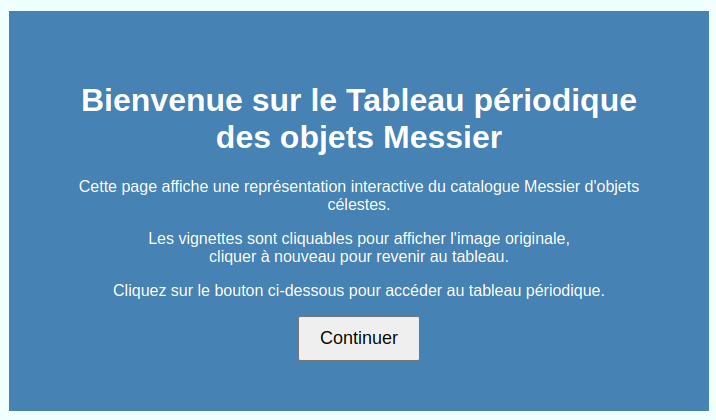 Bienvenue sur le Tableau périodique
des objets Messier
Cette page affiche une représentation interactive du catalogue Messier d'objets
célestes.
Les vignettes sont cliquables pour afficher l'image originale,
cliquer à nouveau pour revenir au tableau.
Cliquez sur le bouton ci-dessous pour accéder au tableau périodique.
Continuer